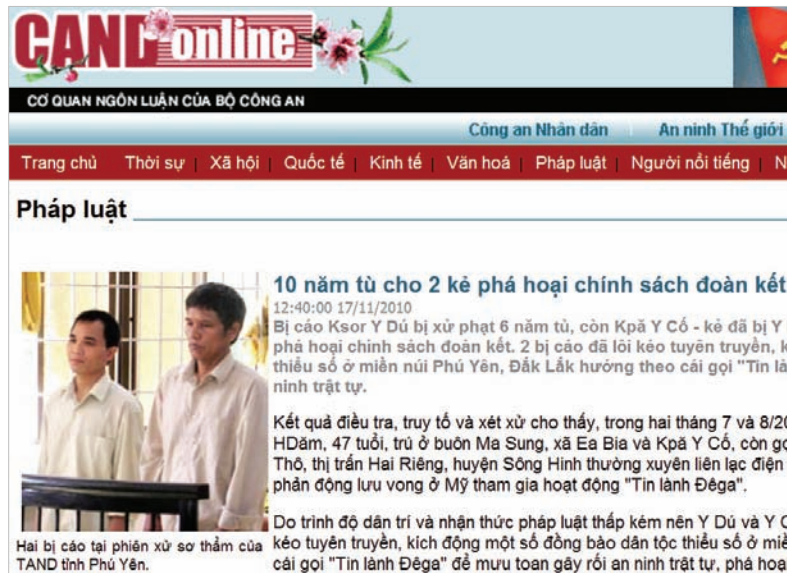 CAND online
CƠ QUAN NGÔN LUẬN CỦA BỘ CÔNG AN
Công an Nhân dân An ninh Thế giới
Trang chủ Thời sự | Xã hội | Quốc tế | Kinh tế | Văn hoá | Pháp luật | Người nổi tiếng | N
Pháp luật
10 năm tù cho 2 kẻ phá hoại chính sách đoàn kết
12:40:00 17/11/2010
Bị cáo Ksor Y Dú bị xử phạt 6 năm tù, còn Kpă Y Cố - kẻ đã bị Y
phá hoại chính sách đoàn kết. 2 bị cáo đã lôi kéo tuyên truyền, k
thiểu số ở miền núi Phú Yên, Đắk Lắk hướng theo cái gọi "Tin là
ninh trật tự.
Kết quả điều tra, truy tố và xét xử cho thấy, trong hai tháng 7 và 8/20
HDăm, 47 tuổi, trú ở buôn Ma Sung, xã Ea Bia và Kpă Y Cố, còn gọ
Thô, thị trấn Hai Riêng, huyện Sông Hinh thường xuyên liên lạc điện
phản động lưu vong ở Mỹ tham gia hoạt động "Tin lành Đêga".
Do trình độ dân trí và nhận thức pháp luật thấp kém nên Y Dú và Y C
kéo tuyên truyền, kích động một số đồng bào dân tộc thiểu số ở miề
cái gọi "Tin lành Đêga" để mưu toan gây rối an ninh trật tự, phá hoạ
Hai bị cáo tại phiên xử sơ thẩm của
TAND tỉnh Phú Yên.